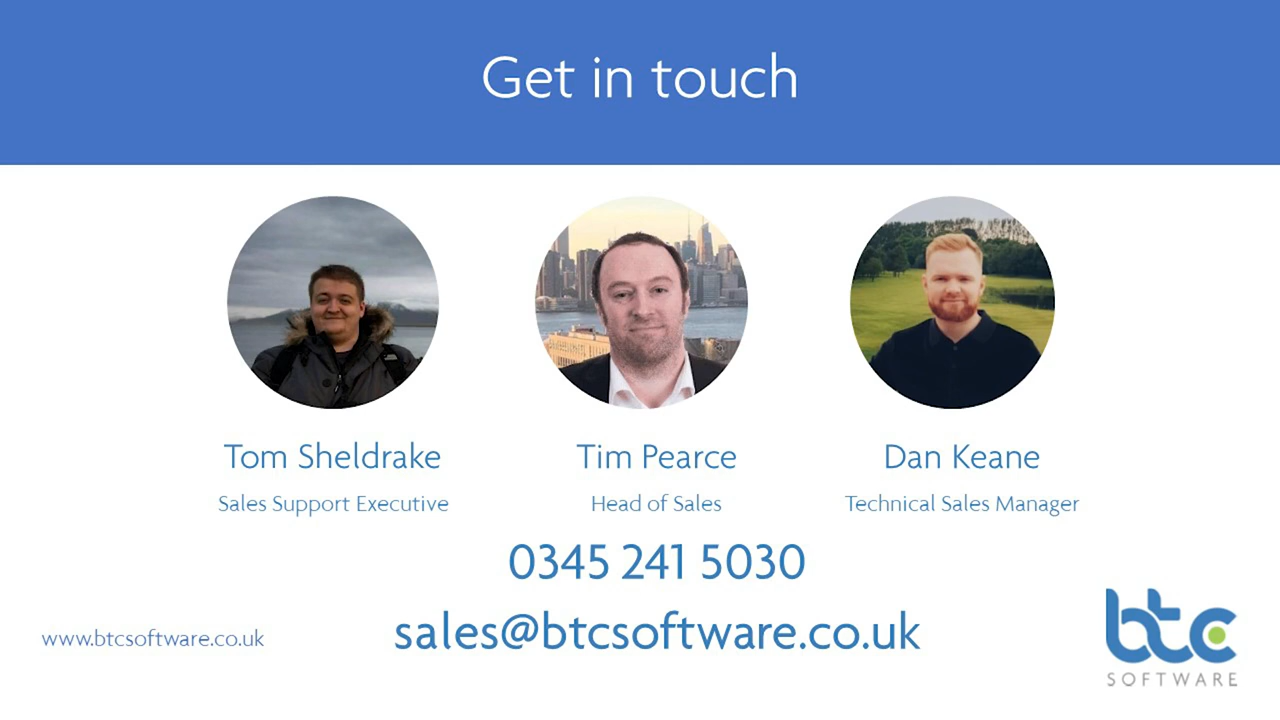 Get in touch
Tom Sheldrake
Sales Support Executive
Tim Pearce
Head of Sales
Dan Keane
Technical Sales Manager
0345 241 5030
sales@btcsoftware.co.uk
www.btcsoftware.co.uk
btc
SOFTWARE